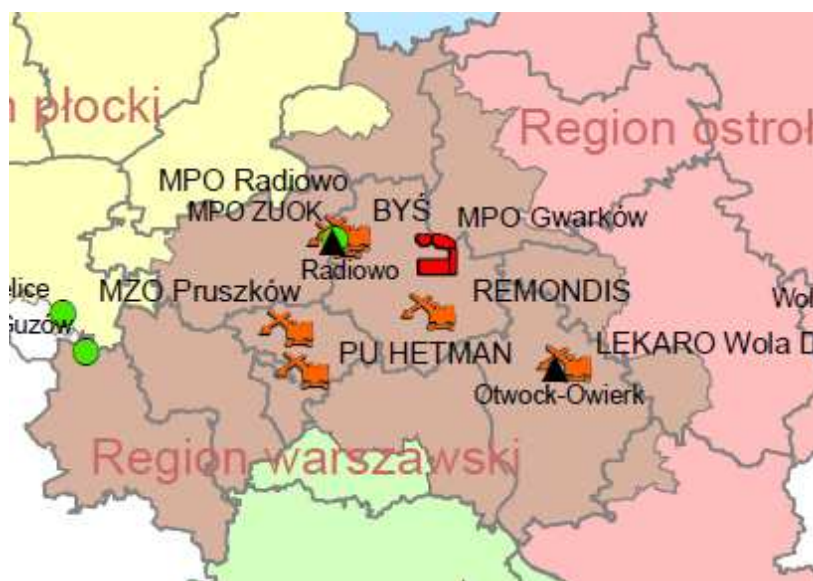 n płocki
Region ostroł
MPO Radiowo
MPO ZUOK
BYŚ
MPO Gwarków
Radiowo
elice
MZO Pruszków
REMONDIS
Woł
Guzów
PU HETMAN
LEKARO Wola D
Otwock-Owierk
Region warszawski